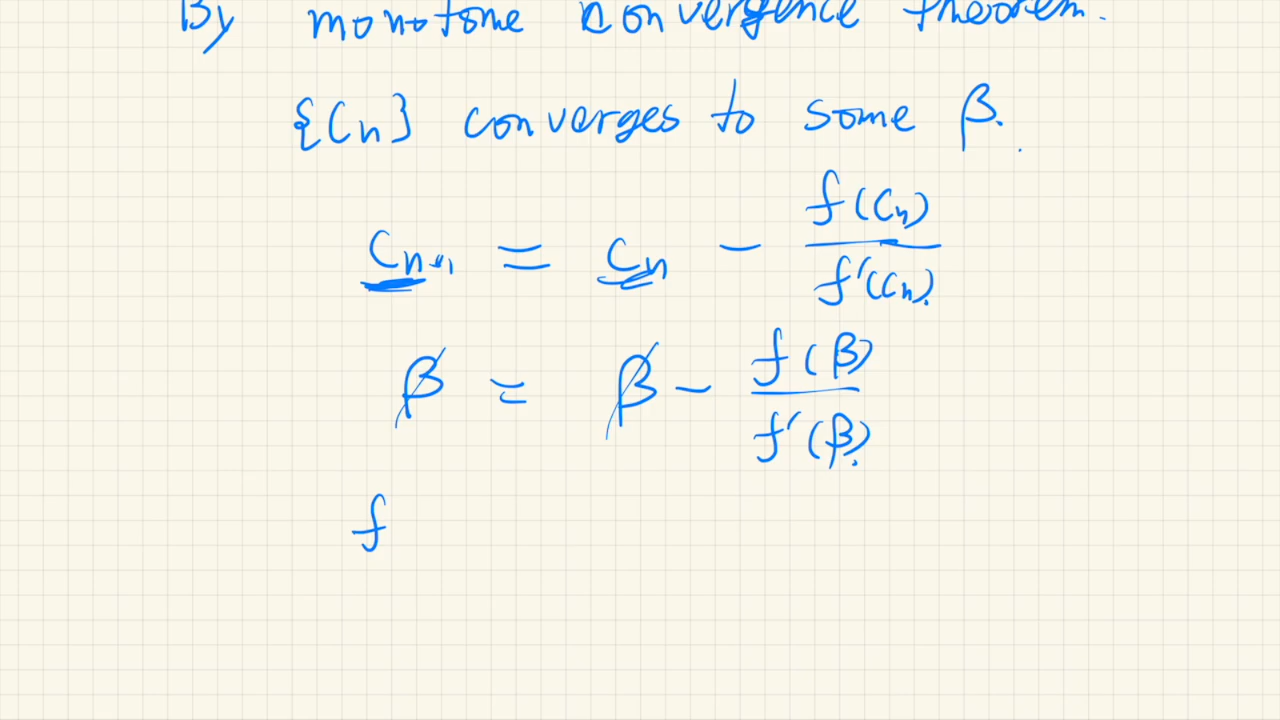 By monotone convergence theorem.
{Cn} converges to some β.
Cn+1 = Cn - f(Cn) / f'(Cn)
β = β - f(β) / f'(β)
f